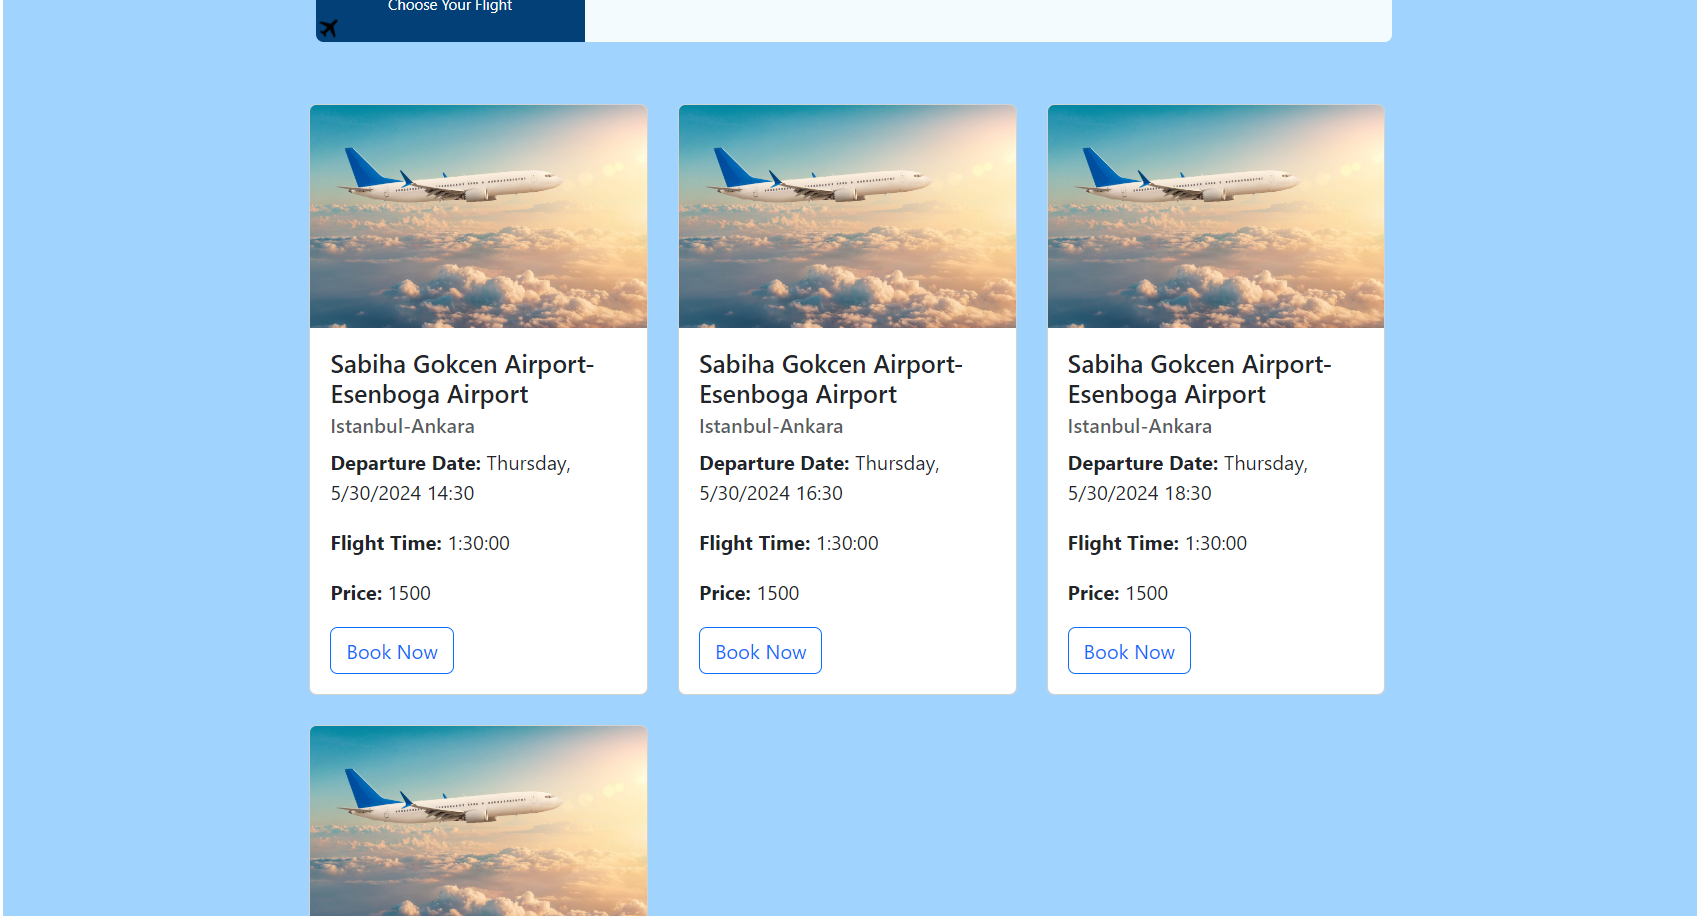 Choose Your Flight
Sabiha Gokcen Airport-
Esenboga Airport
Istanbul-Ankara
Departure Date: Thursday,
5/30/2024 14:30
Flight Time: 1:30:00
Price: 1500
Book Now
Sabiha Gokcen Airport-
Esenboga Airport
Istanbul-Ankara
Departure Date: Thursday,
5/30/2024 16:30
Flight Time: 1:30:00
Price: 1500
Book Now
Sabiha Gokcen Airport-
Esenboga Airport
Istanbul-Ankara
Departure Date: Thursday,
5/30/2024 18:30
Flight Time: 1:30:00
Price: 1500
Book Now